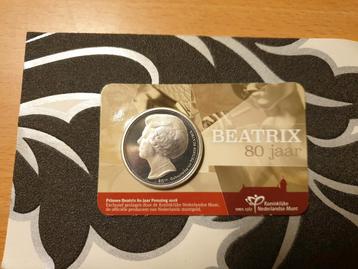 BEATRIX
80 jaar
Prinses Beatrix 80 jaar Penning 2018
Exclusief geslagen door de Koninklijke Nederlandse Munt,
de officiële producent van Nederlands muntgeld.
Koninklijke
Nederlandse Munt